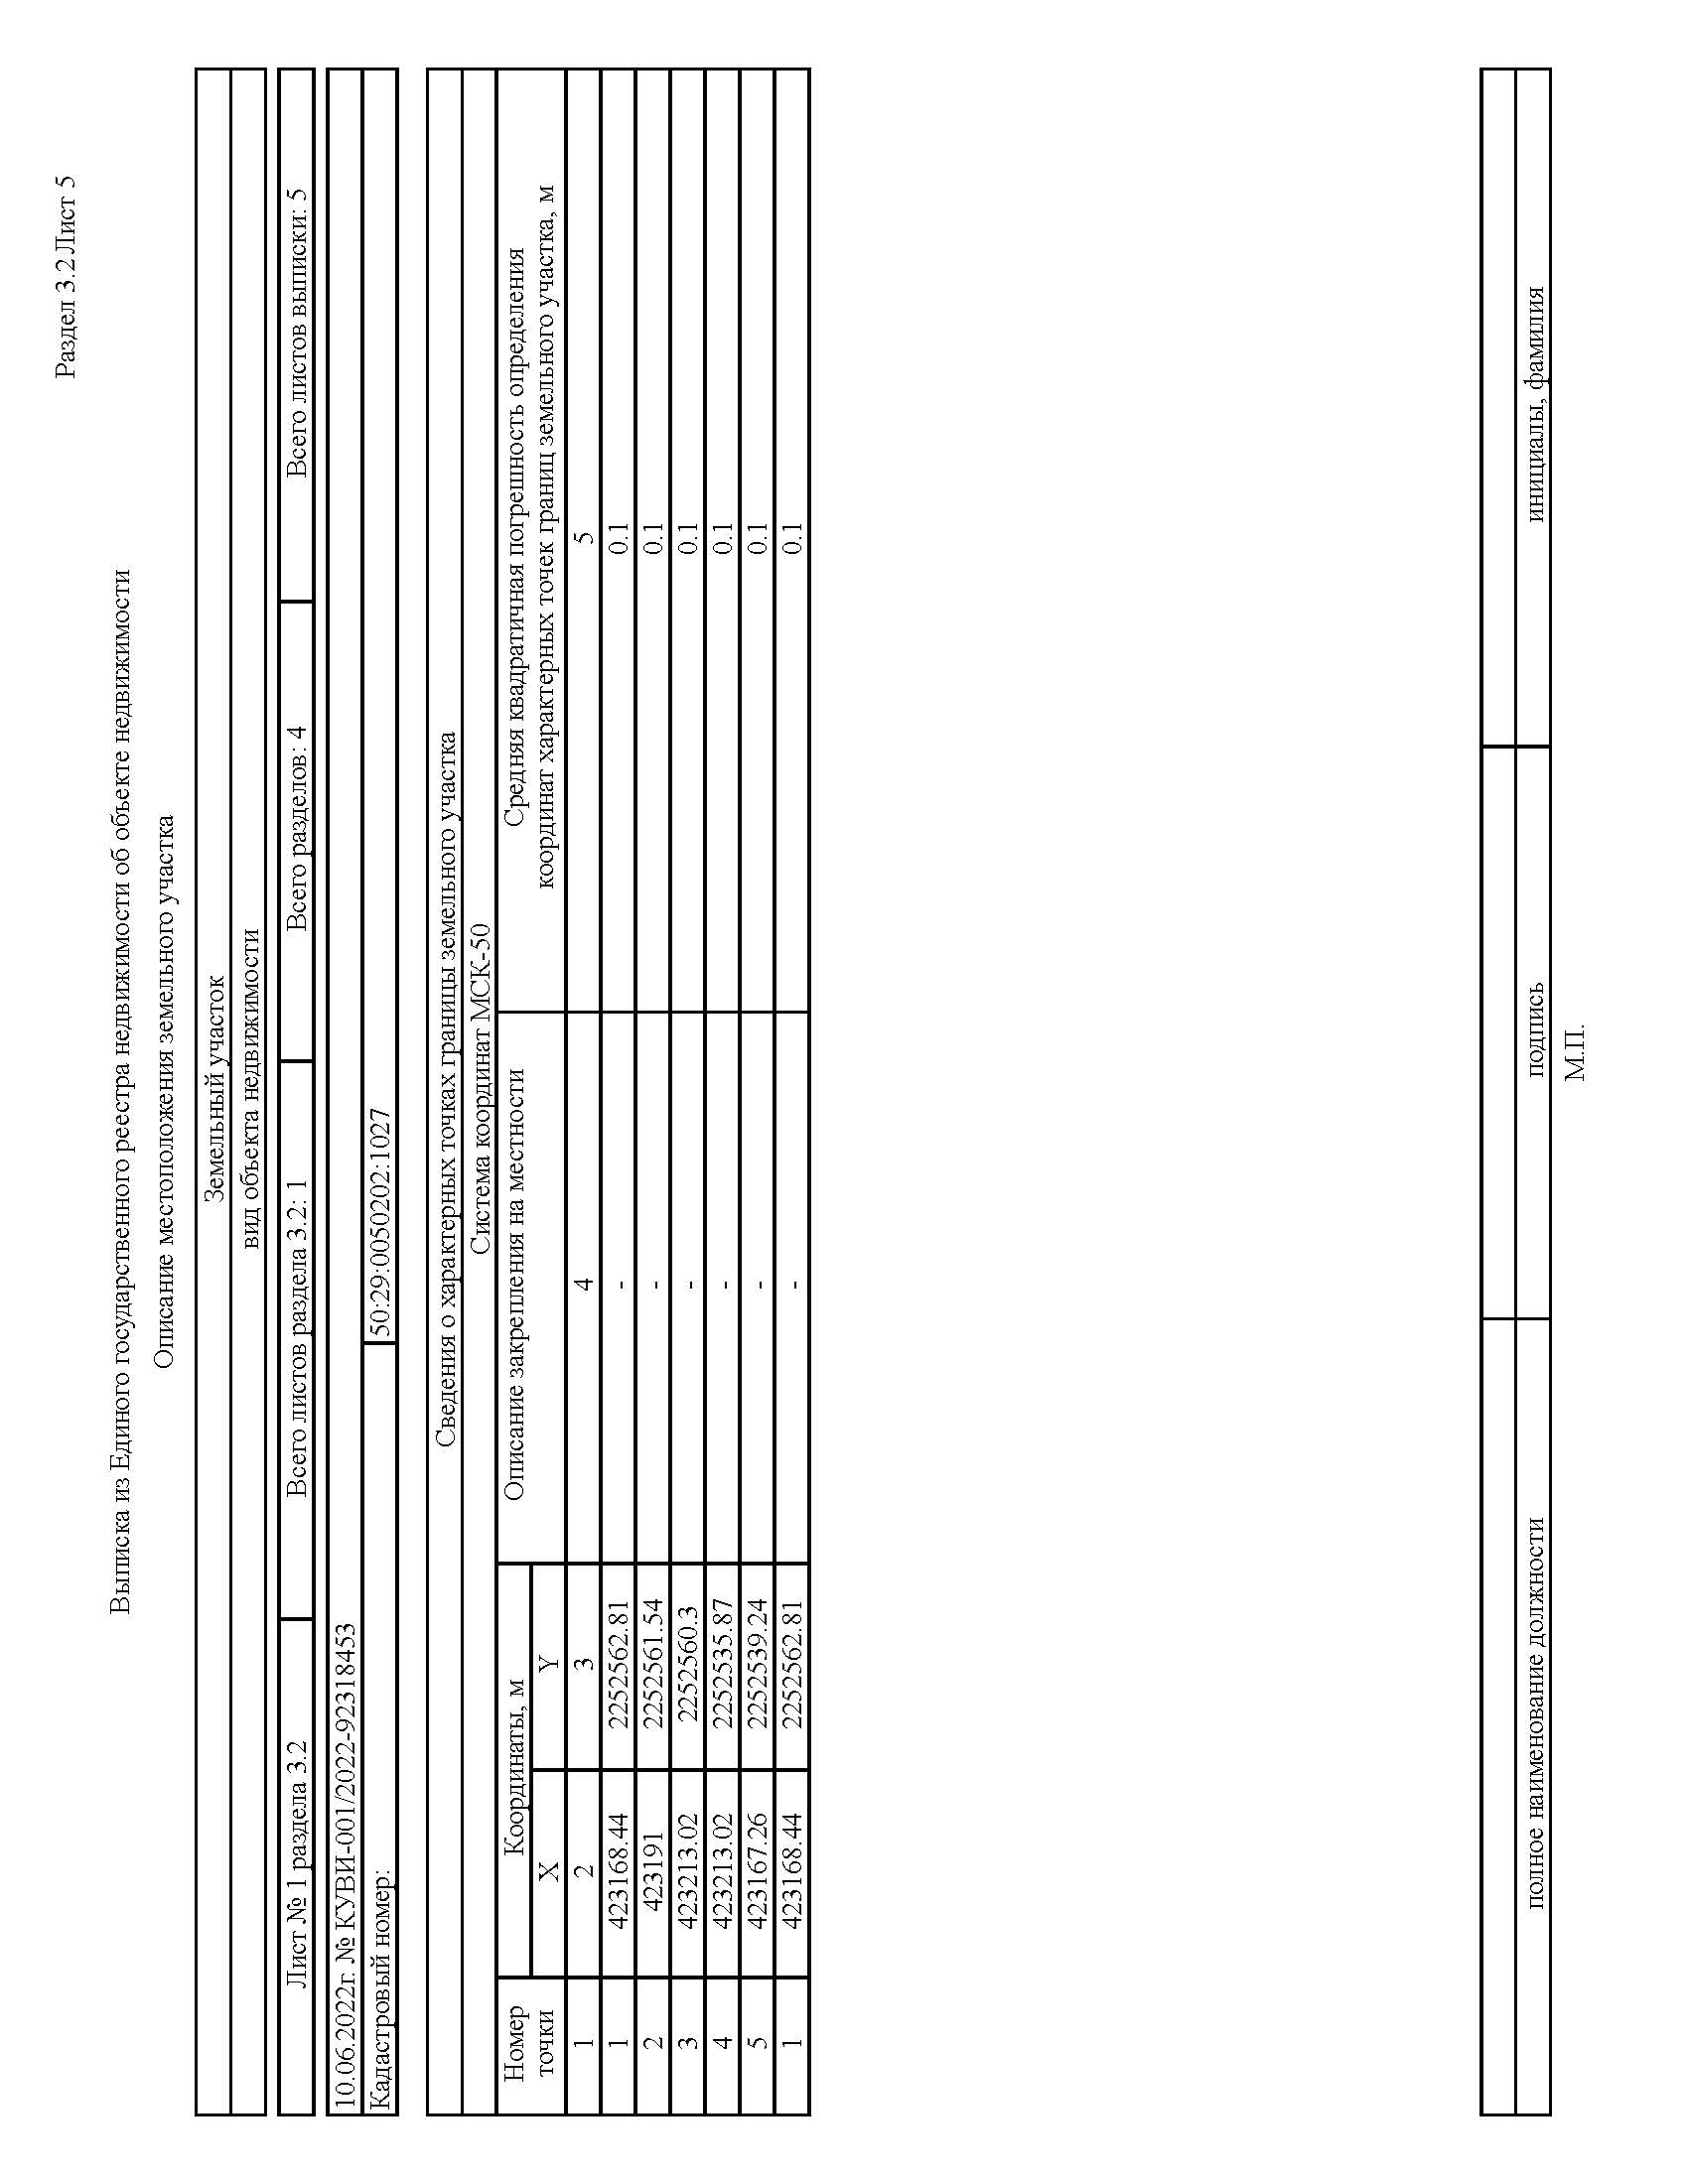 Раздел 3.2 Лист 5
Выписка из Единого государственного реестра недвижимости об объекте недвижимости
Описание местоположения земельного участка
Земельный участок
вид объекта недвижимости
Лист № 1 раздела 3.2 Всего листов раздела 3.2: 1 Всего разделов: 4 Всего листов выписки: 5
10.06.2022г. № КУВИ-001/2022-92318453
Кадастровый номер: 50:29:0050202:1027
Сведения о характерных точках границы земельного участка
Система координат МСК-50
Номер точки Координаты, м Описание закрепления на местности Средняя квадратичная погрешность определения
координат характерных точек границ земельного участка, м
X Y
1 2 3 4 5
1 423168.44 2252562.81 - 0.1
2 423191 2252561.54 - 0.1
3 423213.02 2252560.3 - 0.1
4 423213.02 2252535.87 - 0.1
5 423167.26 2252539.24 - 0.1
1 423168.44 2252562.81 - 0.1
полное наименование должности подпись инициалы, фамилия
М.П.